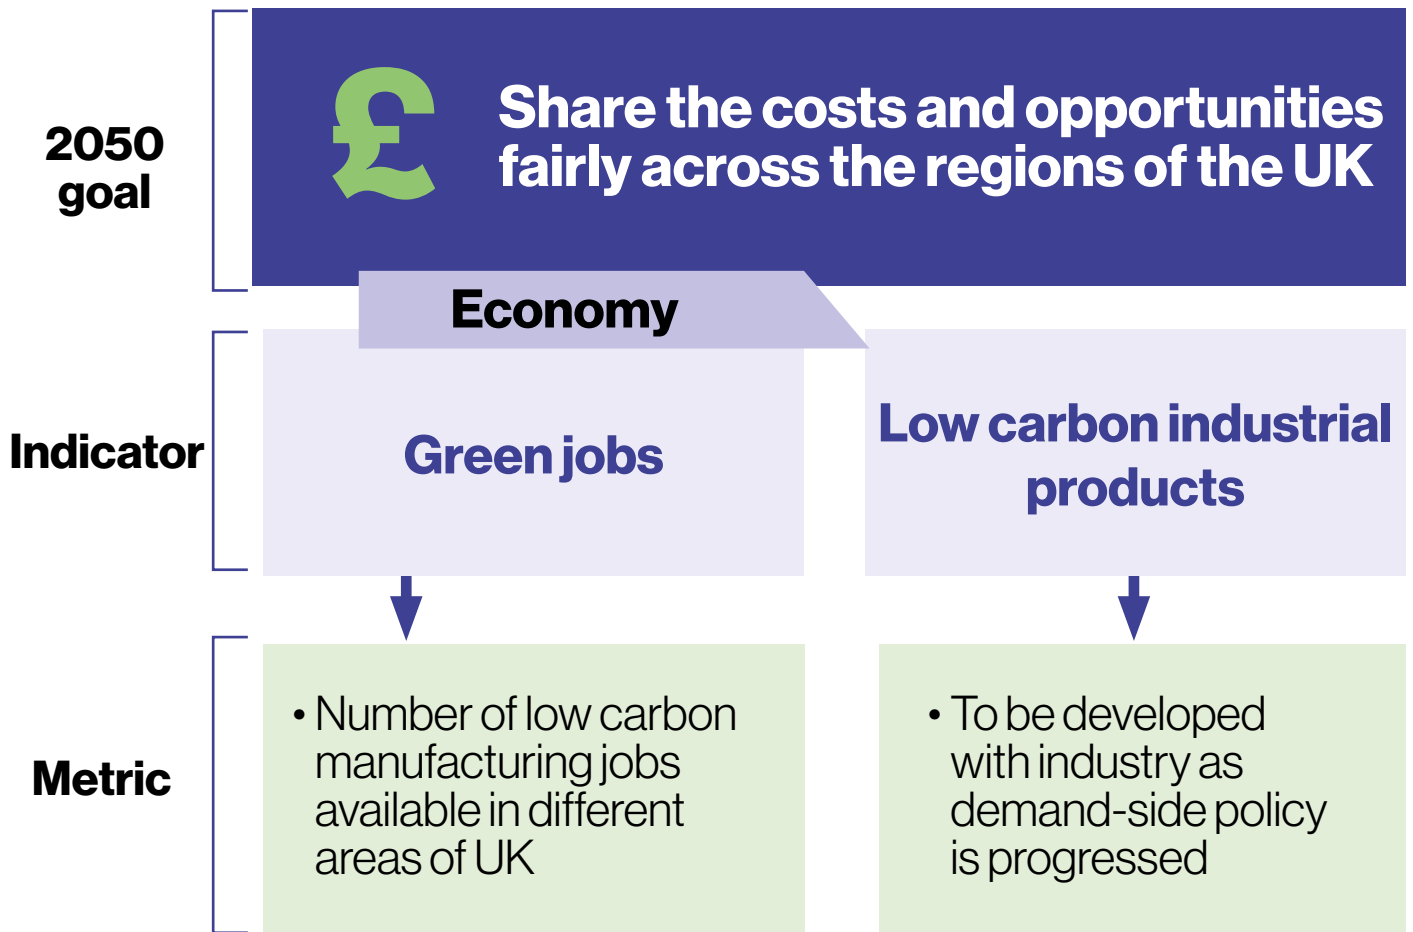 2050
goal
£
Share the costs and opportunities
fairly across the regions of the UK
Economy
Indicator
Green jobs
Low carbon industrial
products
Metric
• Number of low carbon
manufacturing jobs
available in different
areas of UK
• To be developed
with industry as
demand-side policy
is progressed